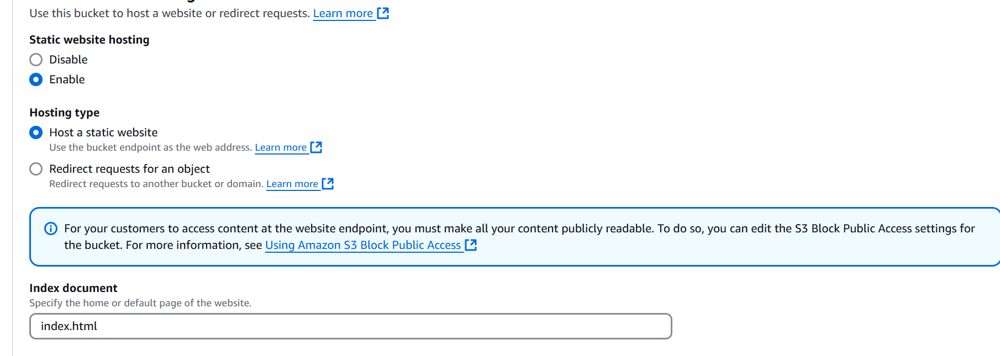 Use this bucket to host a website or redirect requests. Learn more
Static website hosting
Disable
Enable
Hosting type
Host a static website
Use the bucket endpoint as the web address. Learn more
Redirect requests for an object
Redirect requests to another bucket or domain. Learn more
For your customers to access content at the website endpoint, you must make all your content publicly readable. To do so, you can edit the S3 Block Public Access settings for
the bucket. For more information, see Using Amazon S3 Block Public Access
Index document
Specify the home or default page of the website.
index.html